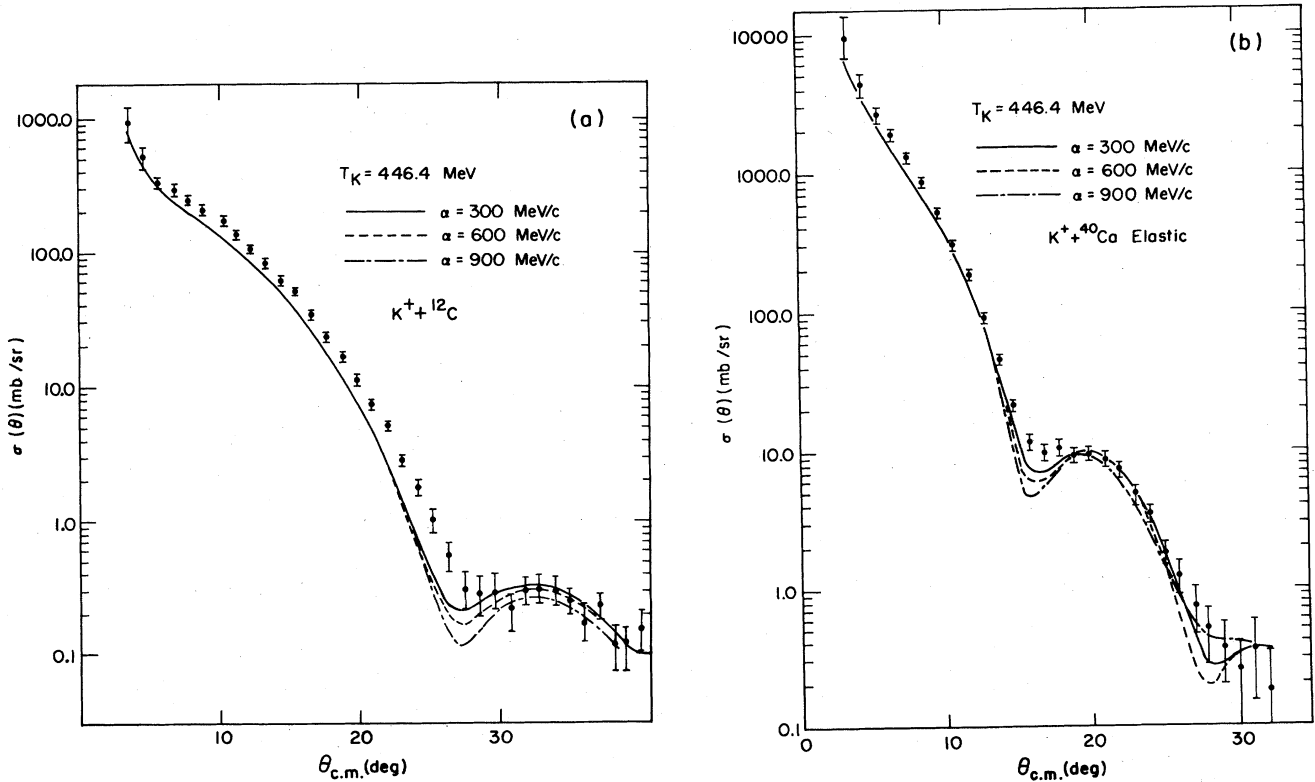 (a)
1000.0
100.0
10.0
1.0
0.1
σ (θ) (mb/sr)
T_K = 446.4 MeV
α = 300 MeV/c
α = 600 MeV/c
α = 900 MeV/c
K⁺ + ¹²C
10
20
30
θ_c.m. (deg)
(b)
10000
1000.0
100.0
10.0
1.0
0.1
σ (θ) (mb/sr)
T_K = 446.4 MeV
α = 300 MeV/c
α = 600 MeV/c
α = 900 MeV/c
K⁺ + ⁴⁰Ca Elastic
0
10
20
30
θ_c.m. (deg)